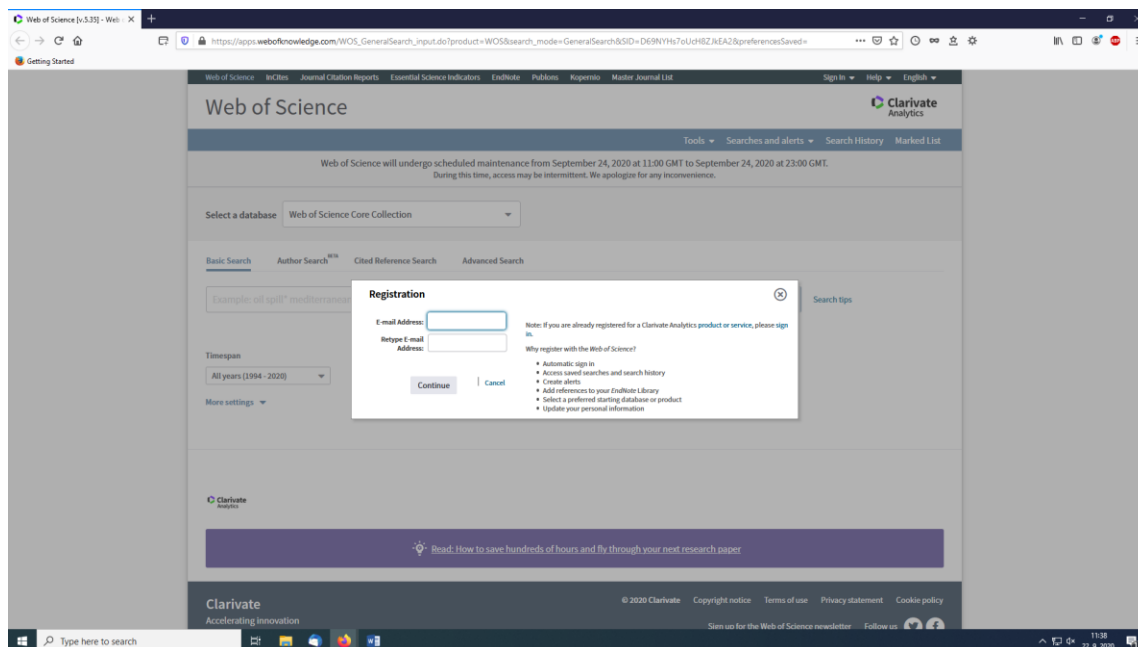 Web of Science [v.5.35] - Web
https://apps.webofknowledge.com/WOS_GeneralSearch_input.do?product=WOS&search_mode=GeneralSearch&SID=D69NYHs7oUcH8ZJkEA2&preferencesSaved=
Getting Started
Web of Science InCites Journal Citation Reports Essential Science Indicators EndNote Publons Kopernio Master Journal List Sign In Help English
Web of Science
Clarivate
Analytics
Tools Searches and alerts Search History Marked List
Web of Science will undergo scheduled maintenance from September 24, 2020 at 11:00 GMT to September 24, 2020 at 23:00 GMT.
During this time, access may be intermittent. We apologize for any inconvenience.
Select a database Web of Science Core Collection
Basic Search Author Search BETA Cited Reference Search Advanced Search
Example: oil spill* mediterranean
Search tips
Registration
E-mail Address:
Retype E-mail
Address:
Continue | Cancel
Note: If you are already registered for a Clarivate Analytics product or service, please sign
in.
Why register with the Web of Science?
Automatic sign in
Access saved searches and search history
Create alerts
Add references to your EndNote Library
Select a preferred starting database or product
Update your personal information
Timespan
All years (1994 - 2020)
More settings
Clarivate
Analytics
Read: How to save hundreds of hours and fly through your next research paper
Clarivate
Accelerating innovation
© 2020 Clarivate Copyright notice Terms of use Privacy statement Cookie policy
Sign up for the Web of Science newsletter Follow us
Type here to search
11:38
22. 9. 2020